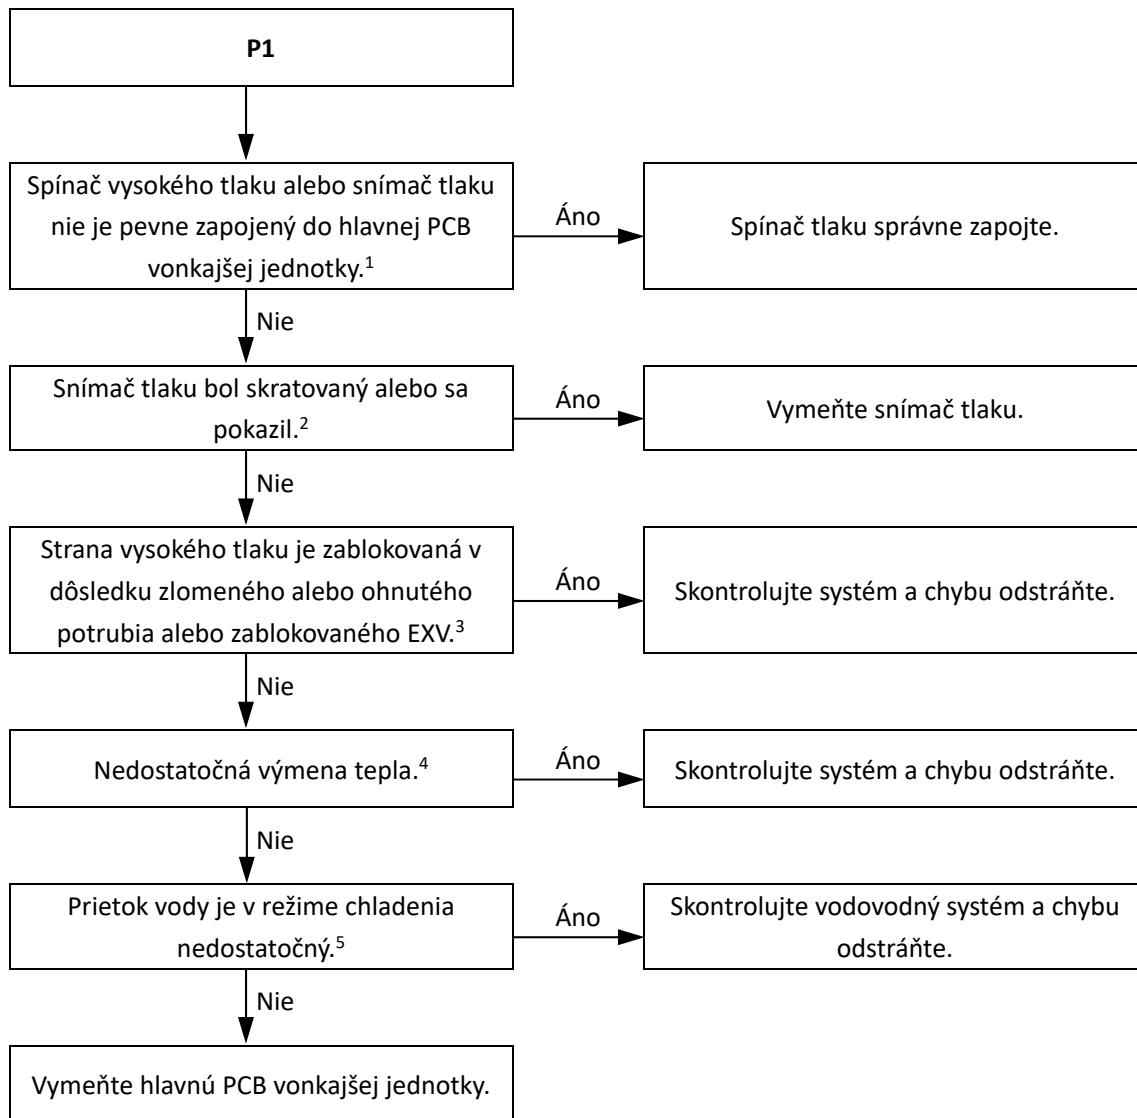 P1
Spínač vysokého tlaku alebo snímač tlaku
nie je pevne zapojený do hlavnej PCB
vonkajšej jednotky.1
Áno
Spínač tlaku správne zapojte.
Nie
Snímač tlaku bol skratovaný alebo sa
pokazil.2
Áno
Vymeňte snímač tlaku.
Nie
Strana vysokého tlaku je zablokovaná v
dôsledku zlomeného alebo ohnutého
potrubia alebo zablokovaného EXV.3
Áno
Skontrolujte systém a chybu odstráňte.
Nie
Nedostatočná výmena tepla.4
Áno
Skontrolujte systém a chybu odstráňte.
Nie
Prietok vody je v režime chladenia
nedostatočný.5
Áno
Skontrolujte vodovodný systém a chybu
odstráňte.
Nie
Vymeňte hlavnú PCB vonkajšej jednotky.